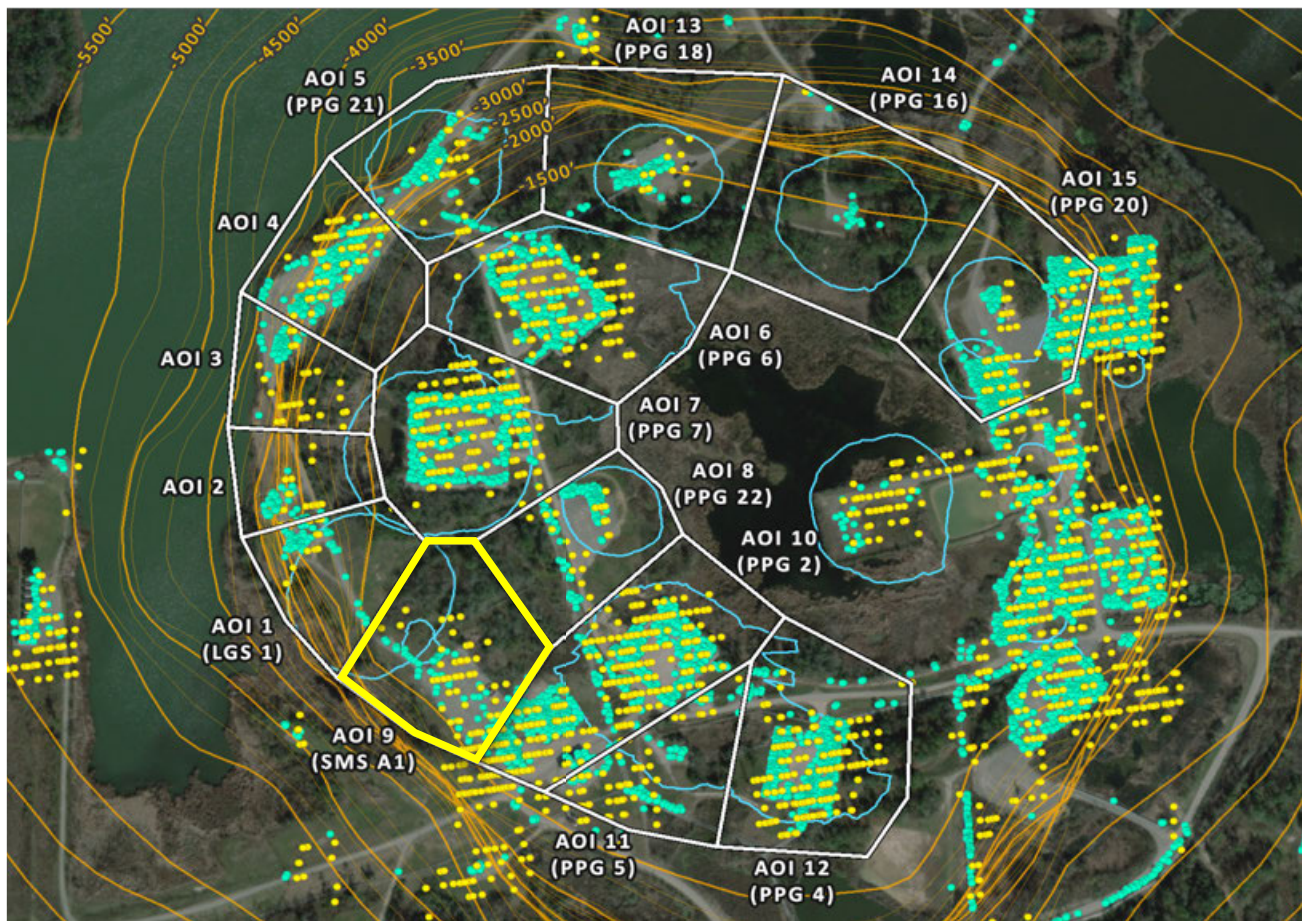 -5500'
-5000'
-4500'
-4000'
-3500'
-3000'
-2500'
-2000'
-1500'
AOI 13
(PPG 18)
AOI 5
(PPG 21)
AOI 14
(PPG 16)
AOI 15
(PPG 20)
AOI 4
AOI 3
AOI 6
(PPG 6)
AOI 7
(PPG 7)
AOI 2
AOI 8
(PPG 22)
AOI 10
(PPG 2)
AOI 1
(LGS 1)
AOI 9
(SMS A1)
AOI 11
(PPG 5)
AOI 12
(PPG 4)